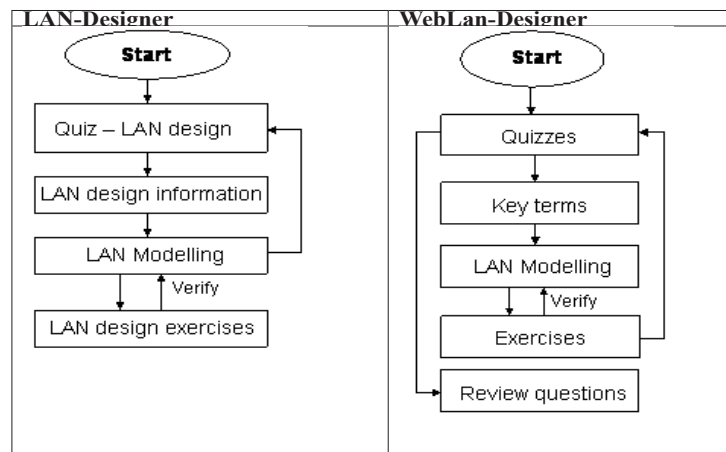 LAN-Designer
Start
Quiz – LAN design
LAN design information
LAN Modelling
Verify
LAN design exercises
WebLan-Designer
Start
Quizzes
Key terms
LAN Modelling
Verify
Exercises
Review questions